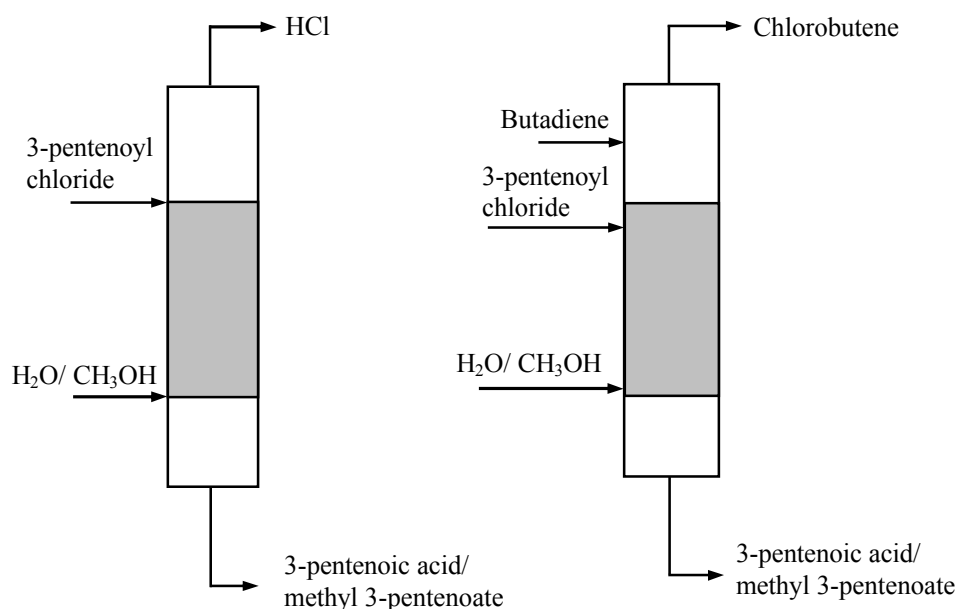 HCl
3-pentenoyl
chloride
H₂O/ CH₃OH
3-pentenoic acid/
methyl 3-pentenoate
Chlorobutene
Butadiene
3-pentenoyl
chloride
H₂O/ CH₃OH
3-pentenoic acid/
methyl 3-pentenoate